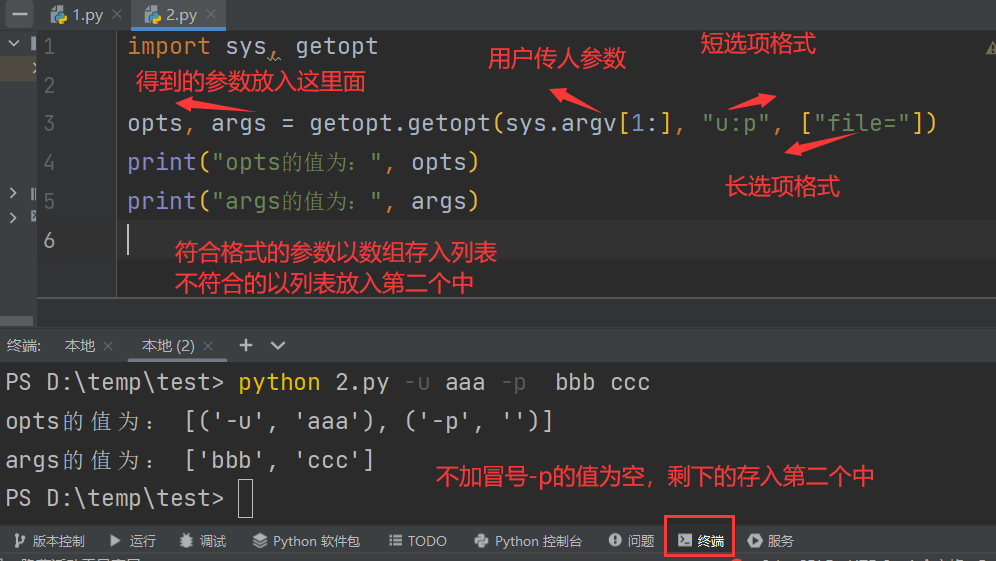 1.py
2.py
1 import sys, getopt
用户传人参数
短选项格式
2
得到的参数放入这里面
3 opts, args = getopt.getopt(sys.argv[1:], "u:p", ["file="])
4 print("opts的值为：", opts)
长选项格式
5 print("args的值为：", args)
6
符合格式的参数以数组存入列表
不符合的以列表放入第二个中
终端: 本地 本地 (2)
PS D:\temp\test> python 2.py -u aaa -p  bbb ccc
opts的值为： [('-u', 'aaa'), ('-p', '')]
args的值为： ['bbb', 'ccc']
不加冒号-p的值为空，剩下的存入第二个中
PS D:\temp\test>
版本控制 运行 调试 Python 软件包 TODO Python 控制台 问题 终端 服务